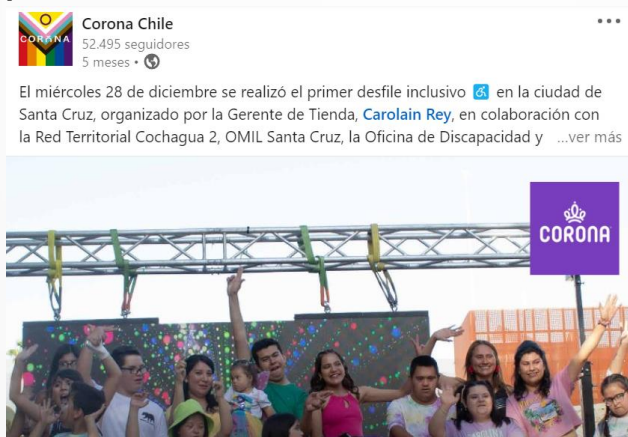 CORONA
Corona Chile
52.495 seguidores
5 meses •
El miércoles 28 de diciembre se realizó el primer desfile inclusivo ♿ en la ciudad de
Santa Cruz, organizado por la Gerente de Tienda, Carolain Rey, en colaboración con
la Red Territorial Cochagua 2, OMIL Santa Cruz, la Oficina de Discapacidad y ...ver más
CORONA